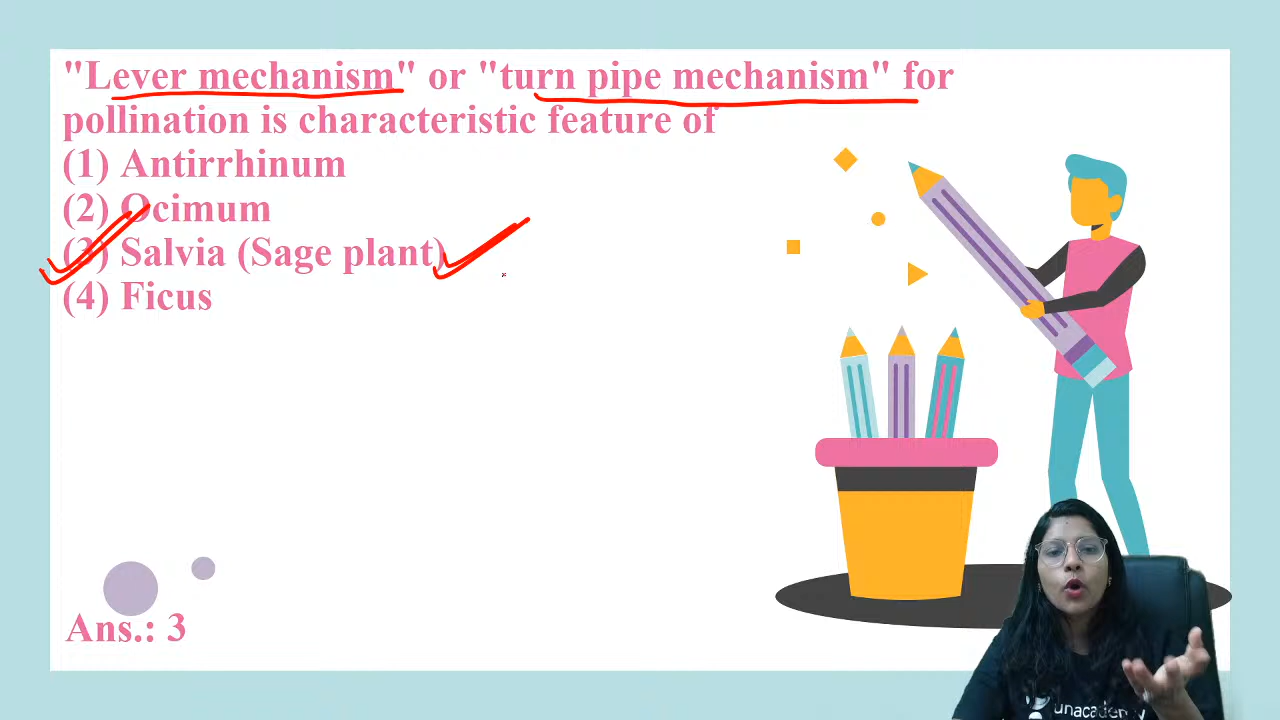 "Lever mechanism" or "turn pipe mechanism" for
pollination is characteristic feature of
(1) Antirrhinum
(2) Ocimum
(3) Salvia (Sage plant)
(4) Ficus
Ans.: 3
unacademy